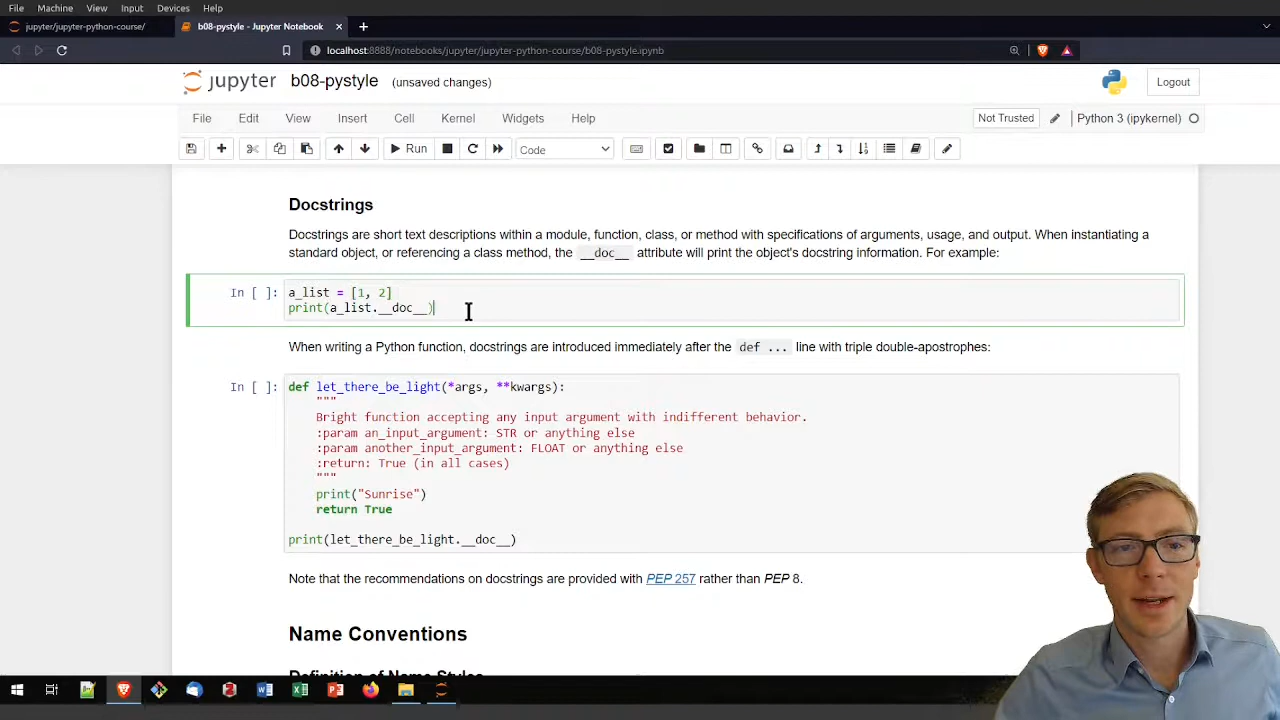 File Machine View Input Devices Help
jupyter/jupyter-python-course/ b08-pystyle - Jupyter Notebook
localhost:8888/notebooks/jupyter/jupyter-python-course/b08-pystyle.ipynb
jupyter b08-pystyle (unsaved changes) Logout
File Edit View Insert Cell Kernel Widgets Help Not Trusted Python 3 (ipykernel)
Run Code
Docstrings
Docstrings are short text descriptions within a module, function, class, or method with specifications of arguments, usage, and output. When instantiating a
standard object, or referencing a class method, the __doc__ attribute will print the object's docstring information. For example:
In [ ]: a_list = [1, 2]
print(a_list.__doc__)
When writing a Python function, docstrings are introduced immediately after the def ... line with triple double-apostrophes:
In [ ]: def let_there_be_light(*args, **kwargs):
"""
Bright function accepting any input argument with indifferent behavior.
:param an_input_argument: STR or anything else
:param another_input_argument: FLOAT or anything else
:return: True (in all cases)
"""
print("Sunrise")
return True
print(let_there_be_light.__doc__)
Note that the recommendations on docstrings are provided with PEP 257 rather than PEP 8.
Name Conventions
Definition of Name Styles